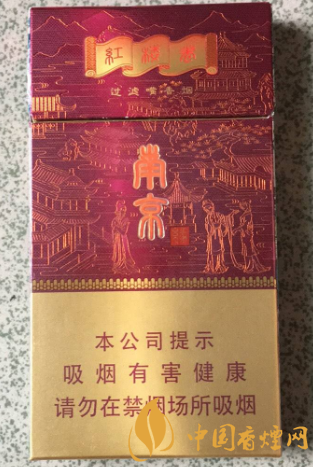 紅樓夢
过滤嘴香烟
南京
本公司提示
吸烟有害健康
请勿在禁烟场所吸烟
中国香煙网